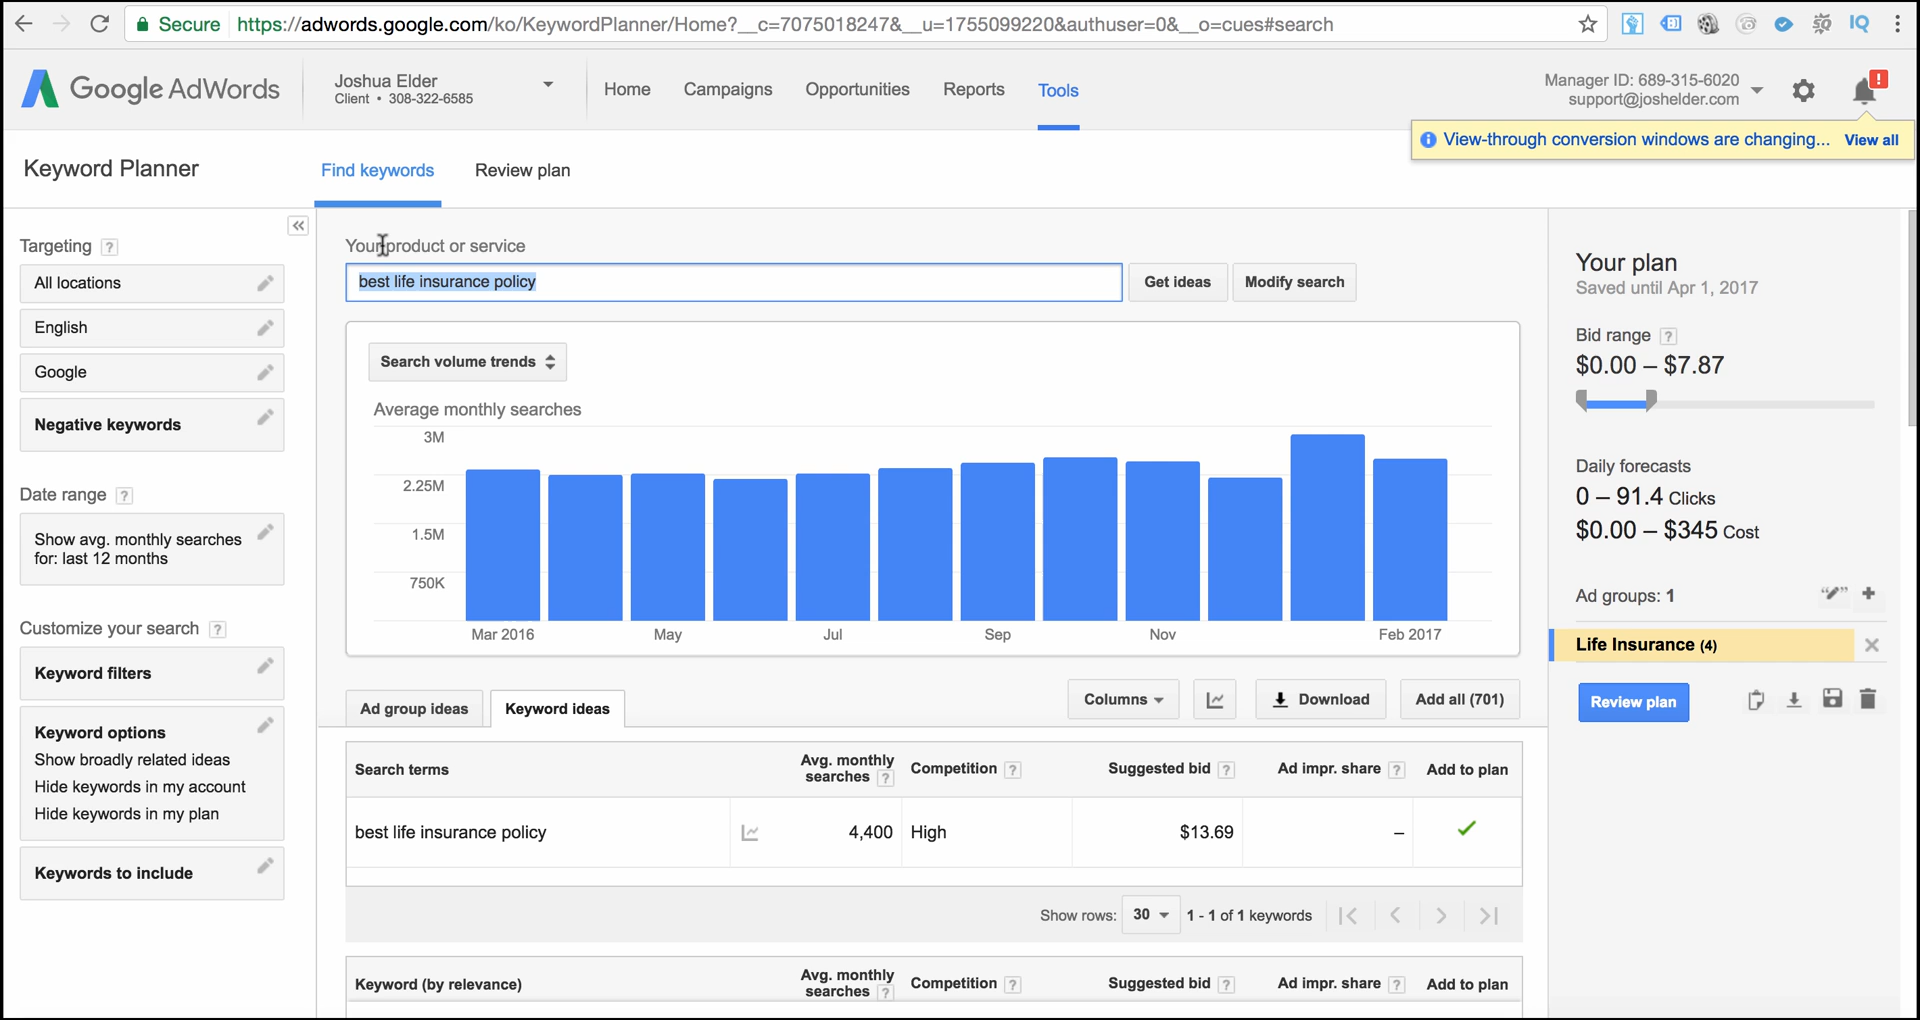 Secure https://adwords.google.com/ko/KeywordPlanner/Home?__c=7075018247&__u=1755099220&authuser=0&__o=cues#search
Google AdWords
Joshua Elder
Client • 308-322-6585
Home
Campaigns
Opportunities
Reports
Tools
Manager ID: 689-315-6020
support@joshelder.com
!
View-through conversion windows are changing... View all
Keyword Planner
Find keywords
Review plan
Targeting ?
All locations
English
Google
Negative keywords
Date range ?
Show avg. monthly searches
for: last 12 months
Customize your search ?
Keyword filters
Keyword options
Show broadly related ideas
Hide keywords in my account
Hide keywords in my plan
Keywords to include
Your product or service
best life insurance policy
Get ideas
Modify search
Search volume trends
Average monthly searches
3M
2.25M
1.5M
750K
Mar 2016 May Jul Sep Nov Feb 2017
Ad group ideas
Keyword ideas
Columns
Download
Add all (701)
Search terms
Avg. monthly
searches ?
Competition ?
Suggested bid ?
Ad impr. share ?
Add to plan
best life insurance policy 4,400 High $13.69 –
Show rows: 30 1 - 1 of 1 keywords
Keyword (by relevance)
Avg. monthly
searches ?
Competition ?
Suggested bid ?
Ad impr. share ?
Add to plan
Your plan
Saved until Apr 1, 2017
Bid range ?
$0.00 – $7.87
Daily forecasts
0 – 91.4 Clicks
$0.00 – $345 Cost
Ad groups: 1
Life Insurance (4)
Review plan